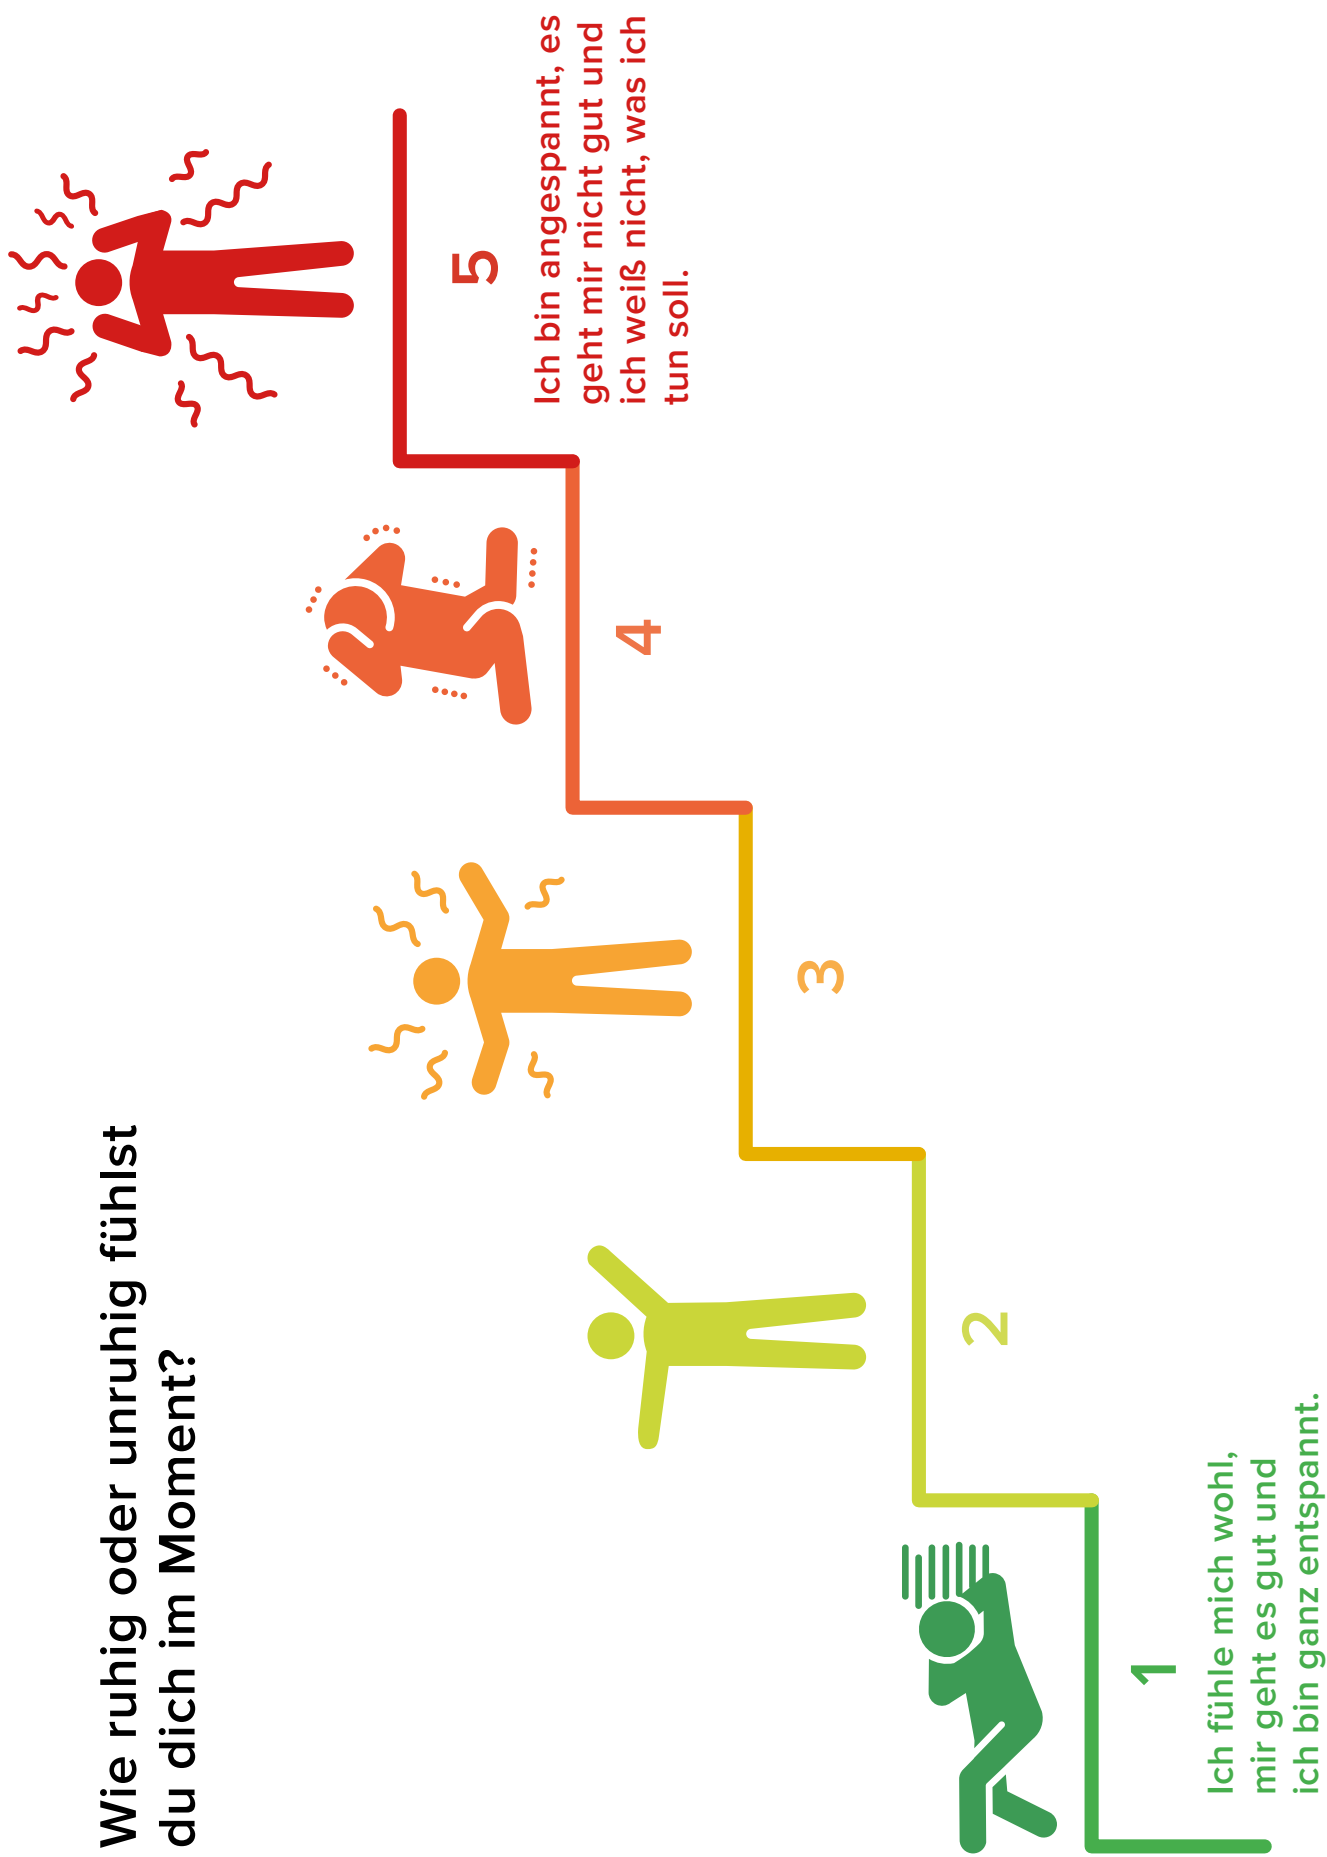 Wie ruhig oder unruhig fühlst
du dich im Moment?
1
Ich fühle mich wohl,
mir geht es gut und
ich bin ganz entspannt.
2
3
4
5
Ich bin angespannt, es
geht mir nicht gut und
ich weiß nicht, was ich
tun soll.